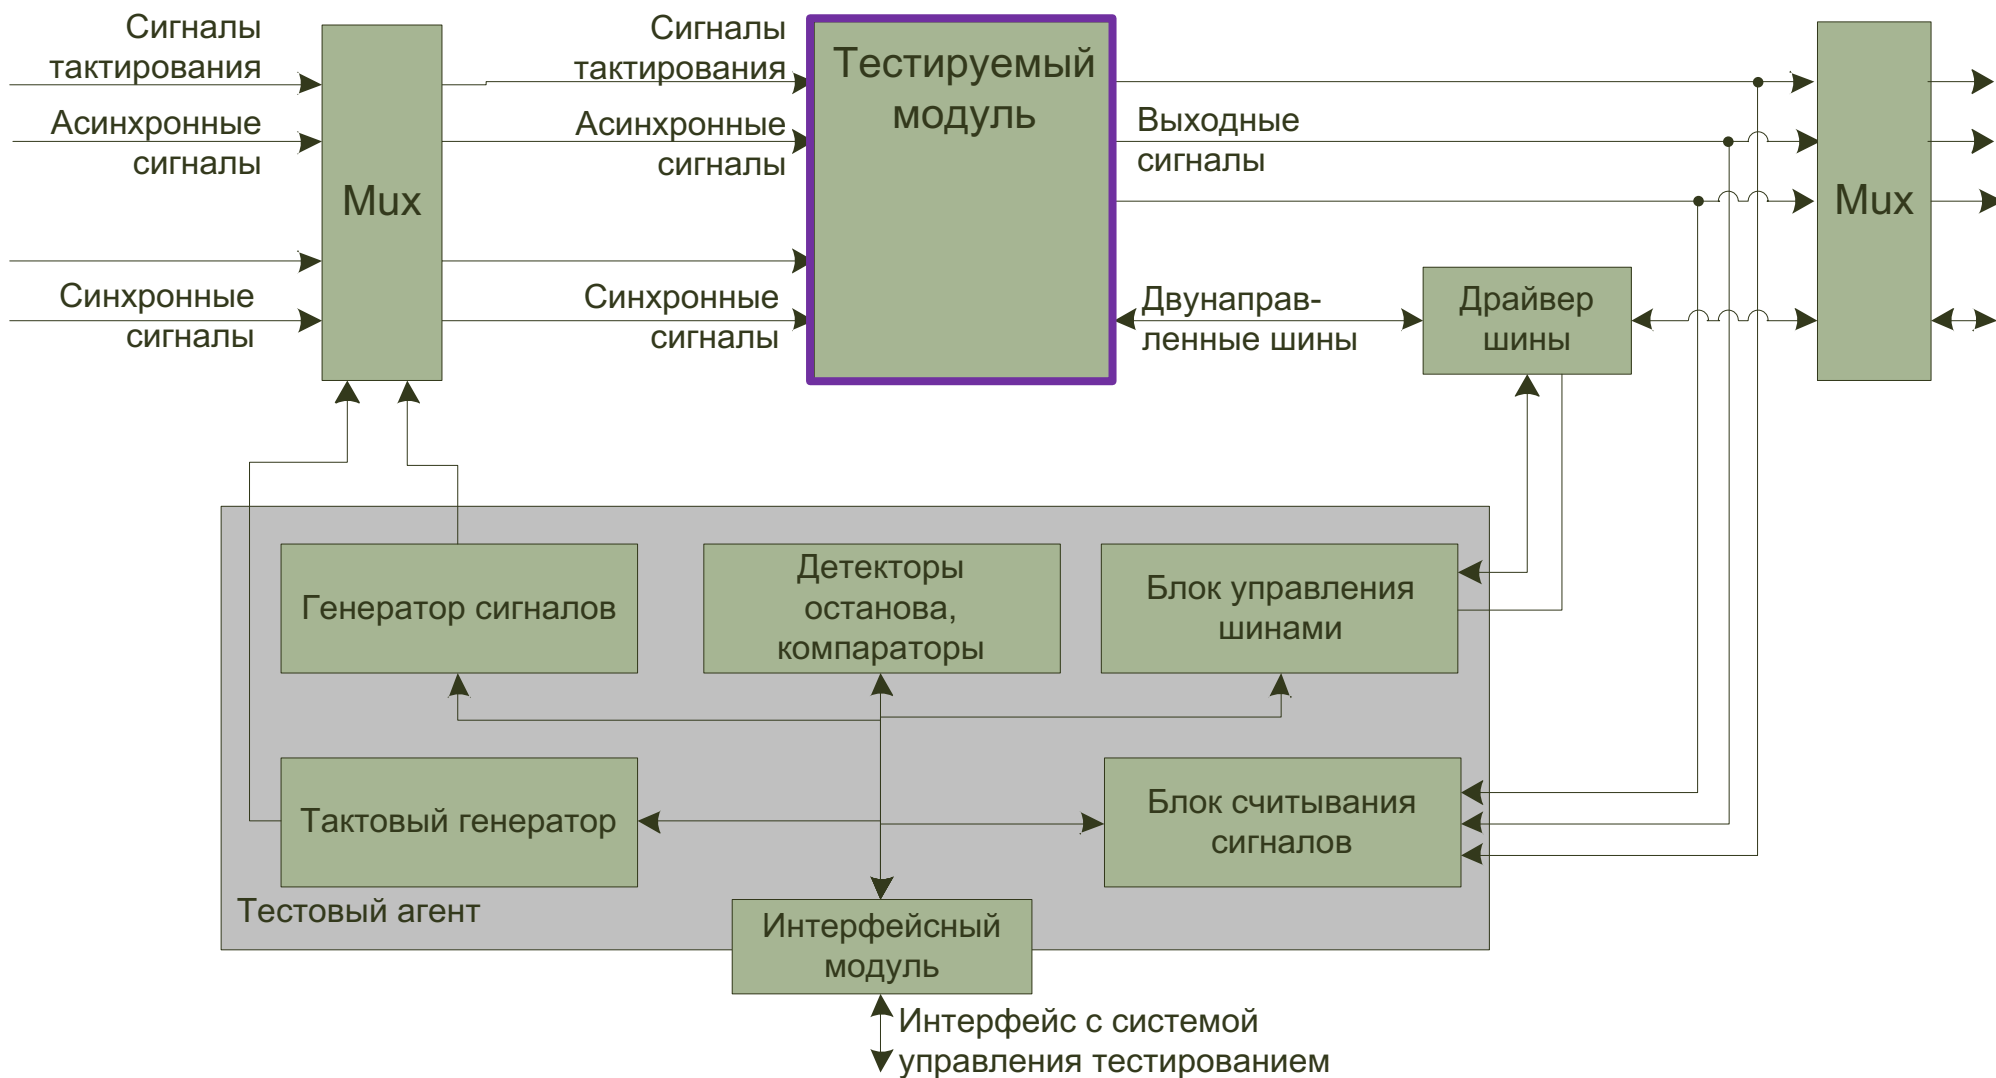 Сигналы
тактирования
Асинхронные
сигналы
Синхронные
сигналы
Mux
Сигналы
тактирования
Асинхронные
сигналы
Синхронные
сигналы
Тестируемый
модуль
Выходные
сигналы
Двунаправ-
ленные шины
Драйвер
шины
Mux
Генератор сигналов
Детекторы
останова,
компараторы
Блок управления
шинами
Тактовый генератор
Блок считывания
сигналов
Тестовый агент
Интерфейсный
модуль
Интерфейс с системой
управления тестированием